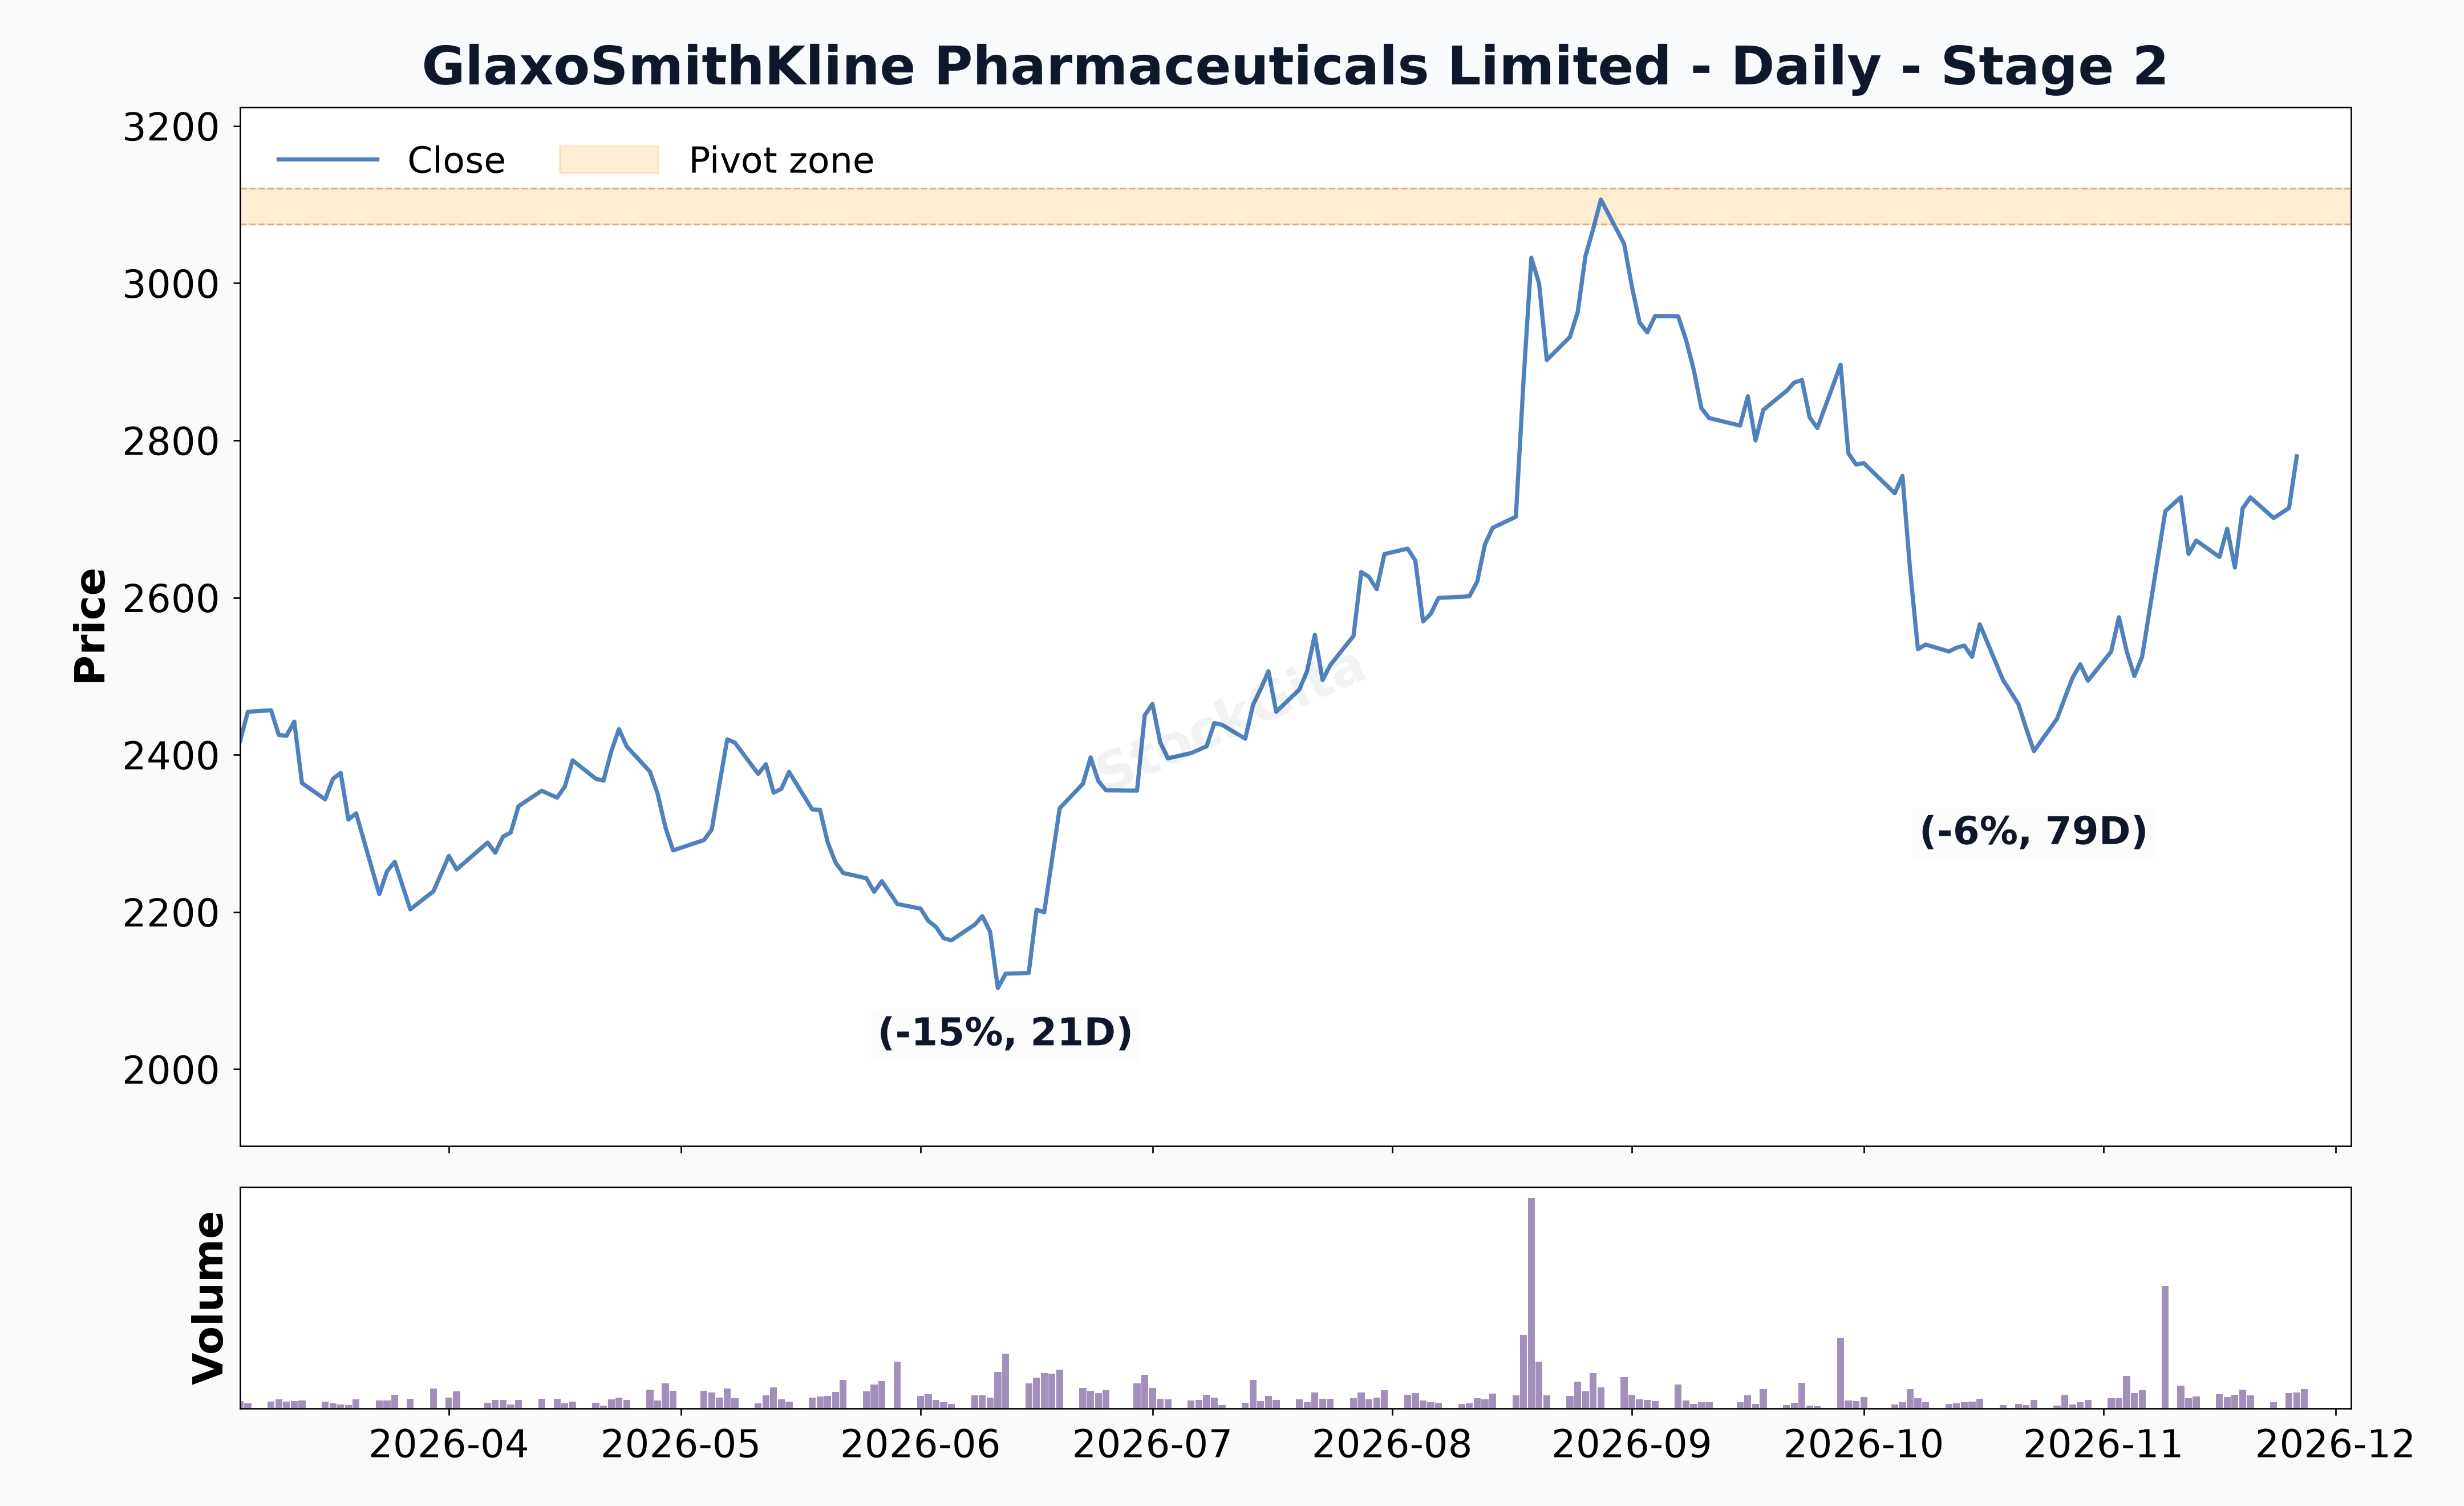 GlaxoSmithKline Pharmaceuticals Limited - Daily - Stage 2
Close
Pivot zone
Price
3200
3000
2800
2600
2400
2200
2000
StockGita
(-6%, 79D)
(-15%, 21D)
Volume
2026-04
2026-05
2026-06
2026-07
2026-08
2026-09
2026-10
2026-11
2026-12